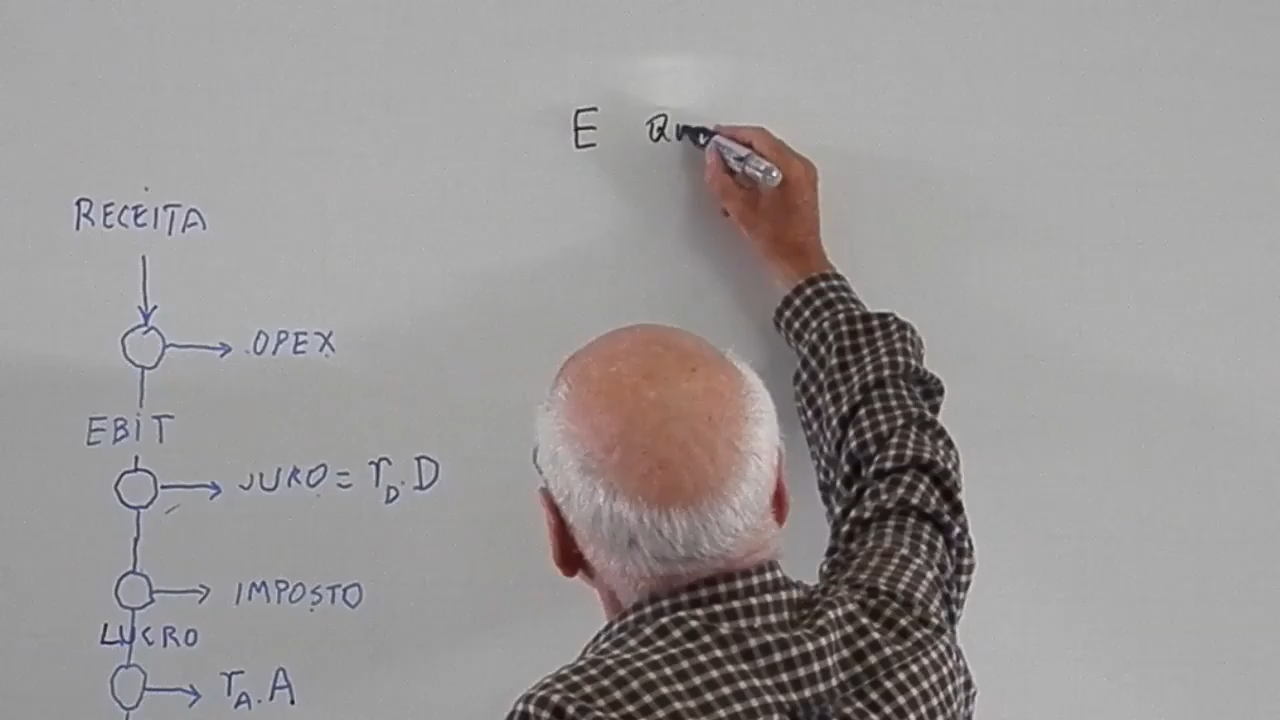 E
RECEITA
OPEX
EBIT
JURO = r_D . D
IMPOSTO
LUCRO
r_A . A